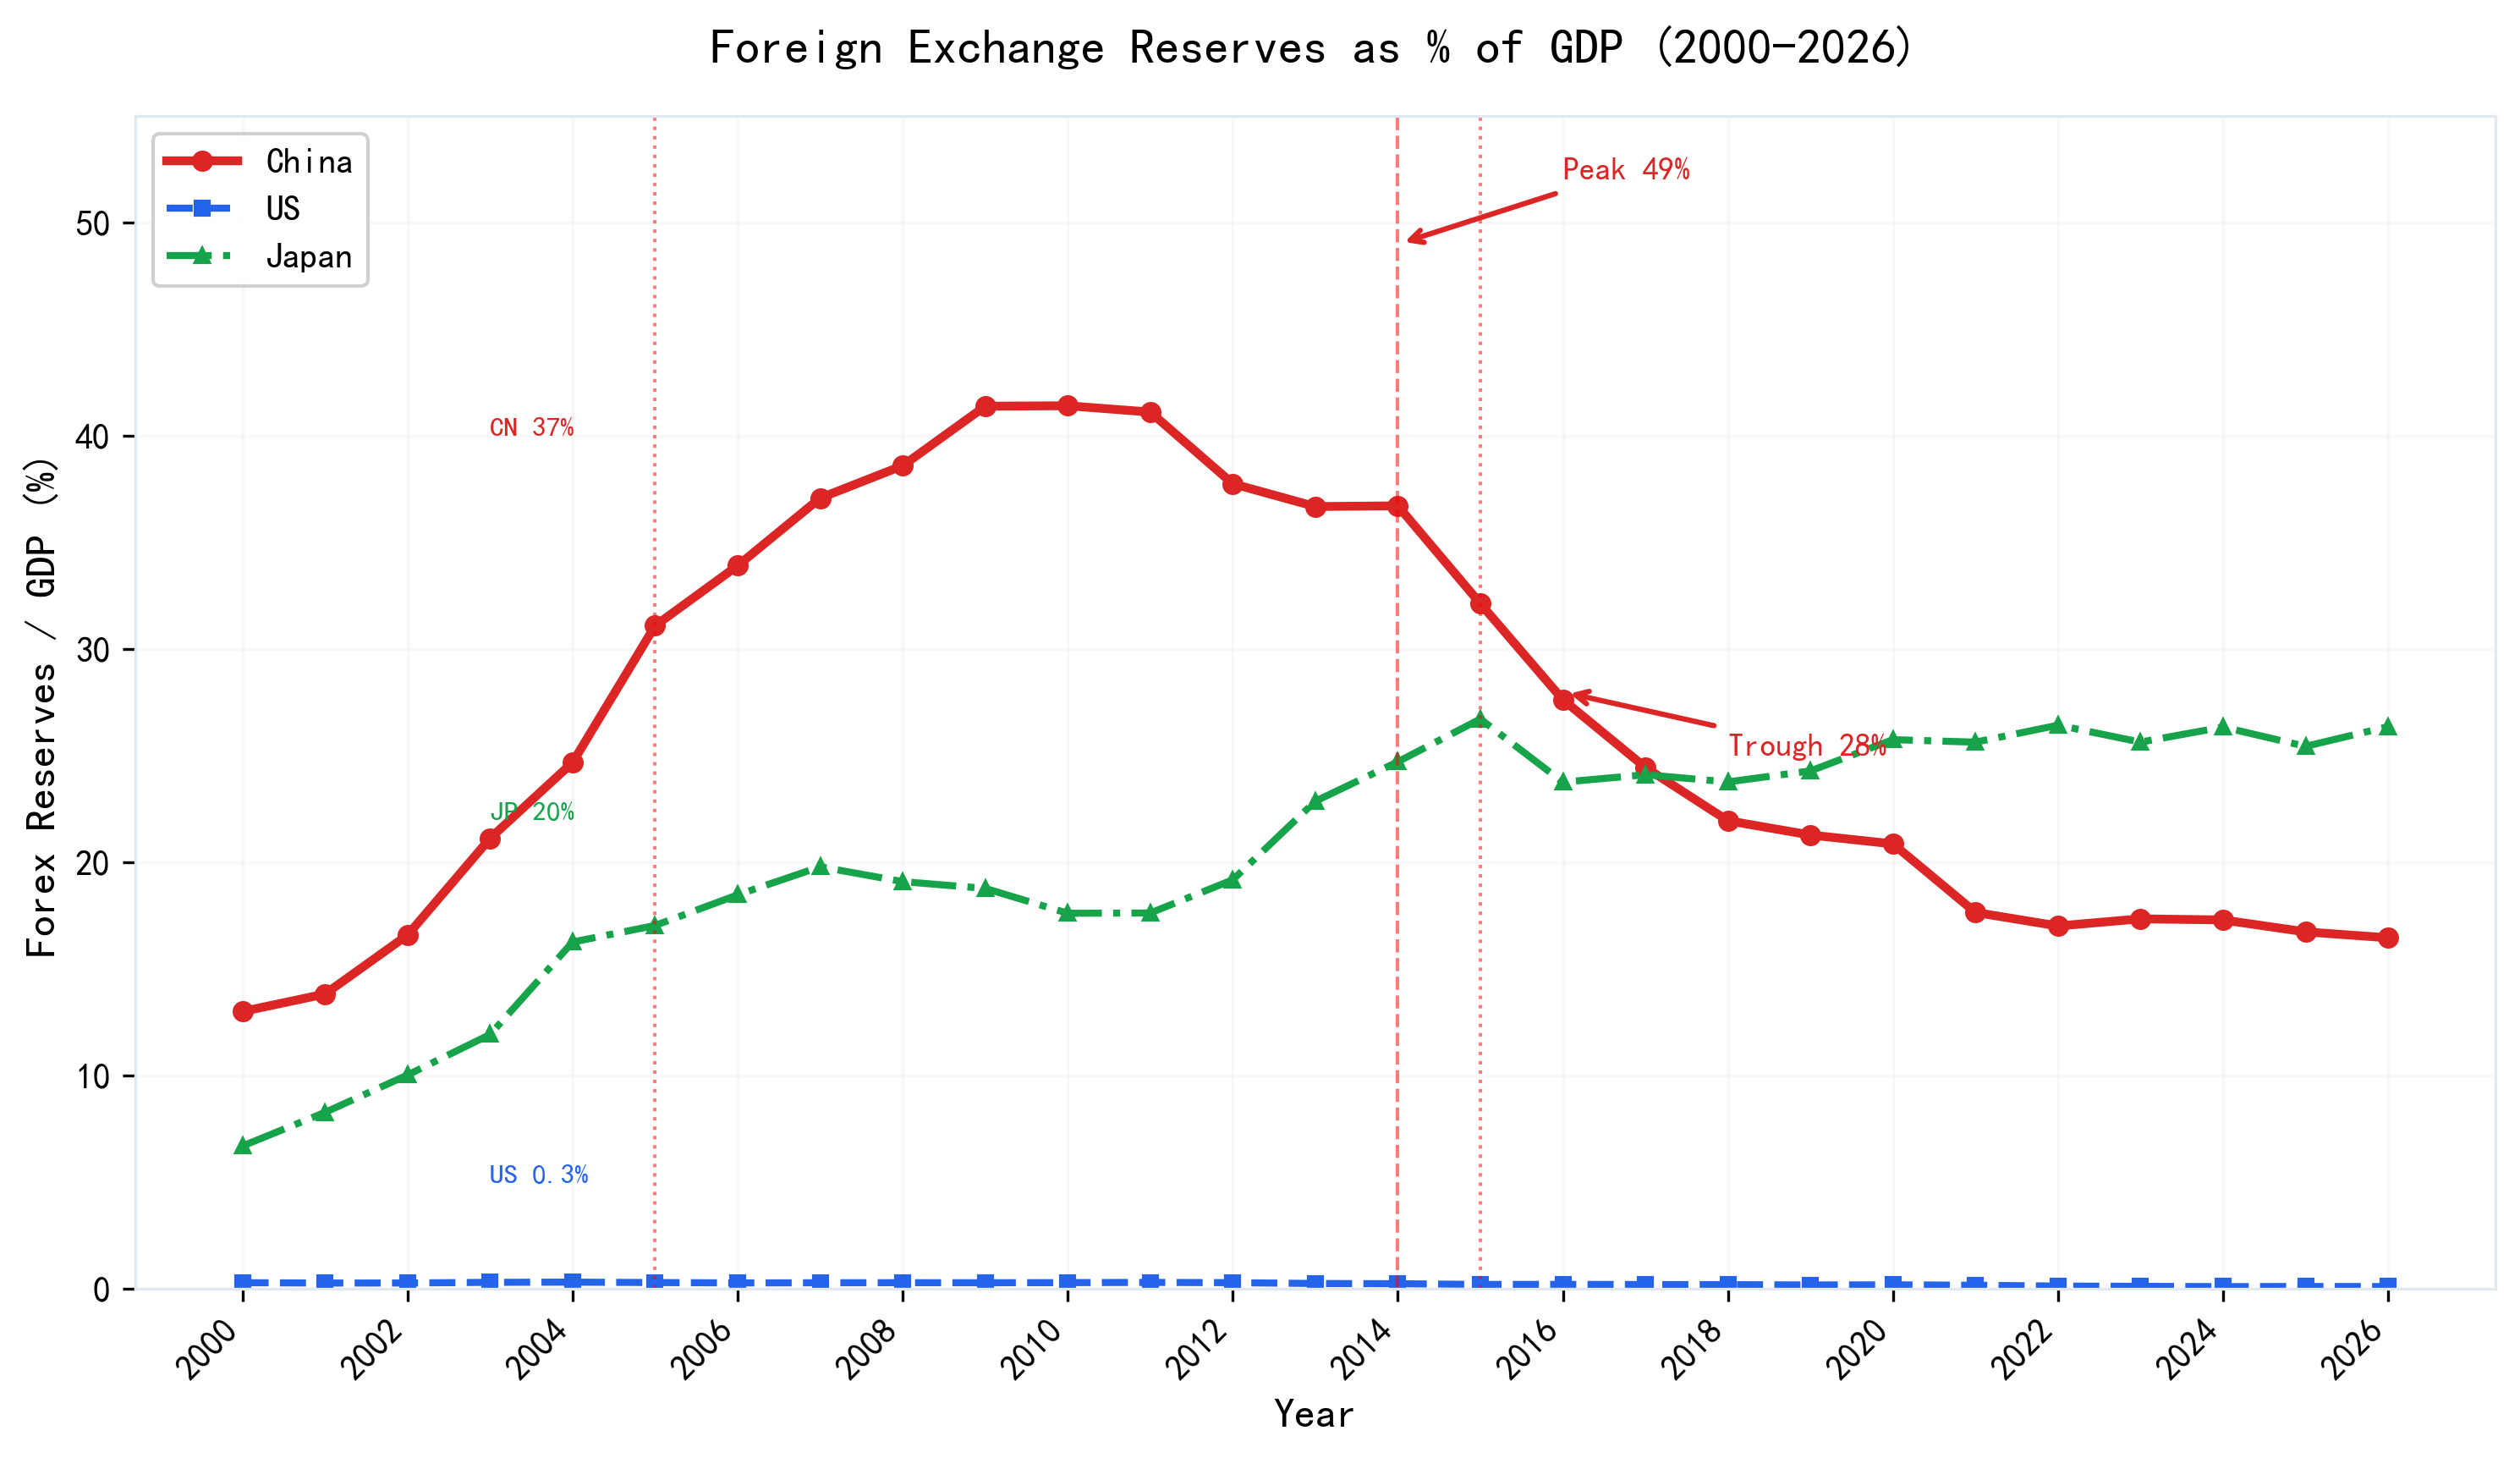 Foreign Exchange Reserves as % of GDP (2000-2026)
China
US
Japan
Peak 49%
CN 37%
Trough 28%
JP 20%
US 0.3%
Forex Reserves / GDP (%)
50
40
30
20
10
0
2000
2002
2004
2006
2008
2010
2012
2014
2016
2018
2020
2022
2024
2026
Year